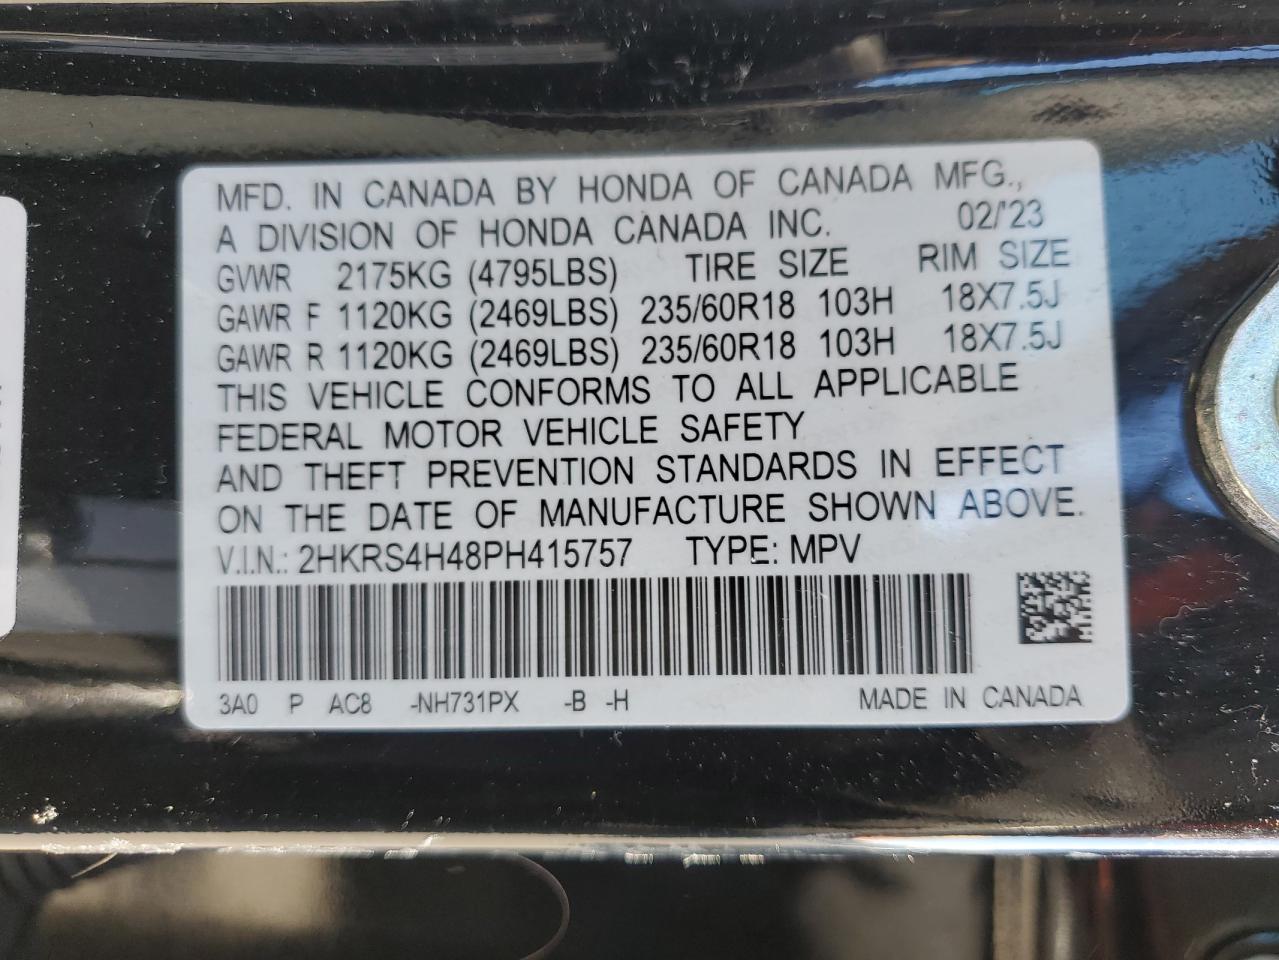 MFD. IN CANADA BY HONDA OF CANADA MFG.,
A DIVISION OF HONDA CANADA INC. 02/'23
GVWR 2175KG (4795LBS) TIRE SIZE RIM SIZE
GAWR F 1120KG (2469LBS) 235/60R18 103H 18X7.5J
GAWR R 1120KG (2469LBS) 235/60R18 103H 18X7.5J
THIS VEHICLE CONFORMS TO ALL APPLICABLE
FEDERAL MOTOR VEHICLE SAFETY
AND THEFT PREVENTION STANDARDS IN EFFECT
ON THE DATE OF MANUFACTURE SHOWN ABOVE.
V.I.N.: 2HKRS4H48PH415757 TYPE: MPV
3A0 P AC8 -NH731PX -B -H MADE IN CANADA